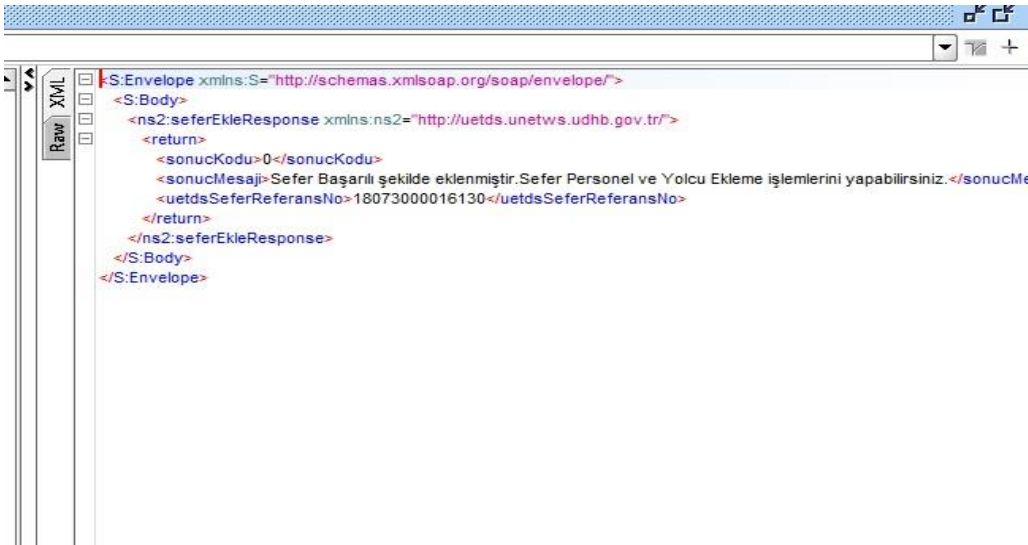 XML
Raw
<S:Envelope xmlns:S="http://schemas.xmlsoap.org/soap/envelope/">
<S:Body>
<ns2:seferEkleResponse xmlns:ns2="http://uetds.unetws.udhb.gov.tr/">
<return>
<sonucKodu>0</sonucKodu>
<sonucMesaji>Sefer Başarılı şekilde eklenmiştir.Sefer Personel ve Yolcu Ekleme işlemlerini yapabilirsiniz.</sonucMe
<uetdsSeferReferansNo>18073000016130</uetdsSeferReferansNo>
</return>
</ns2:seferEkleResponse>
</S:Body>
</S:Envelope>